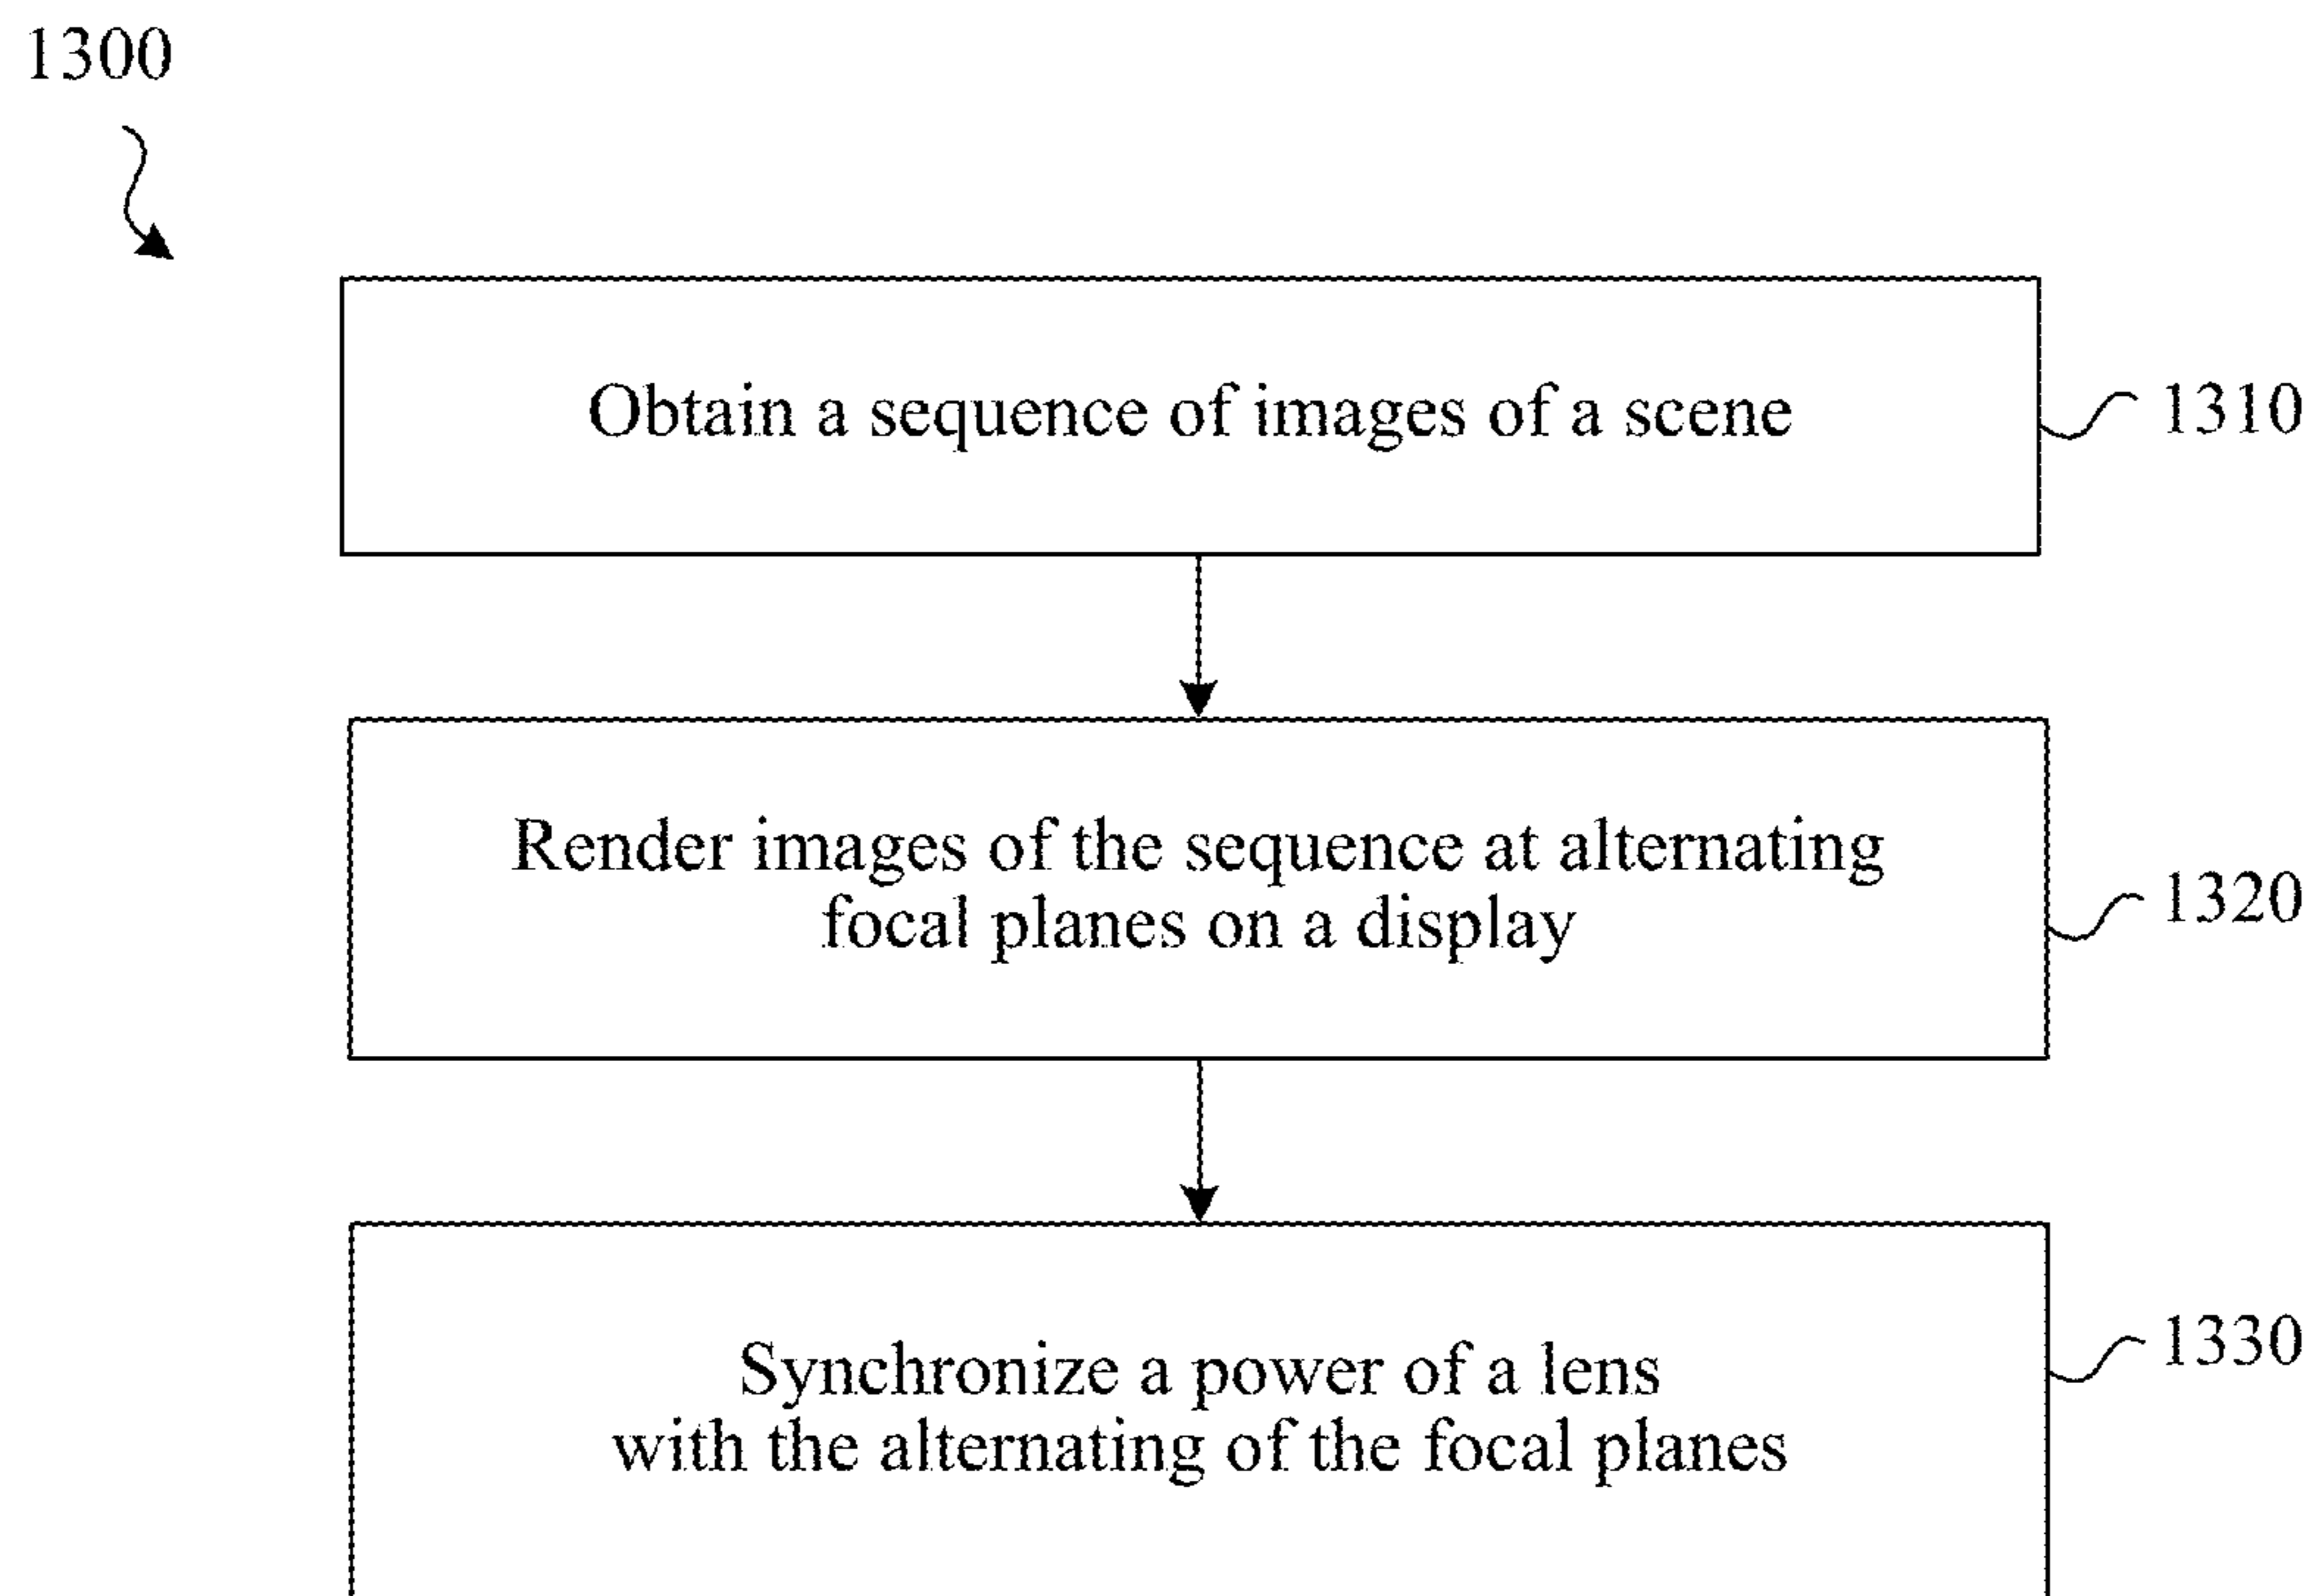 1300
Obtain a sequence of images of a scene
1310
Render images of the sequence at alternating
focal planes on a display
1320
Synchronize a power of a lens
with the alternating of the focal planes
1330